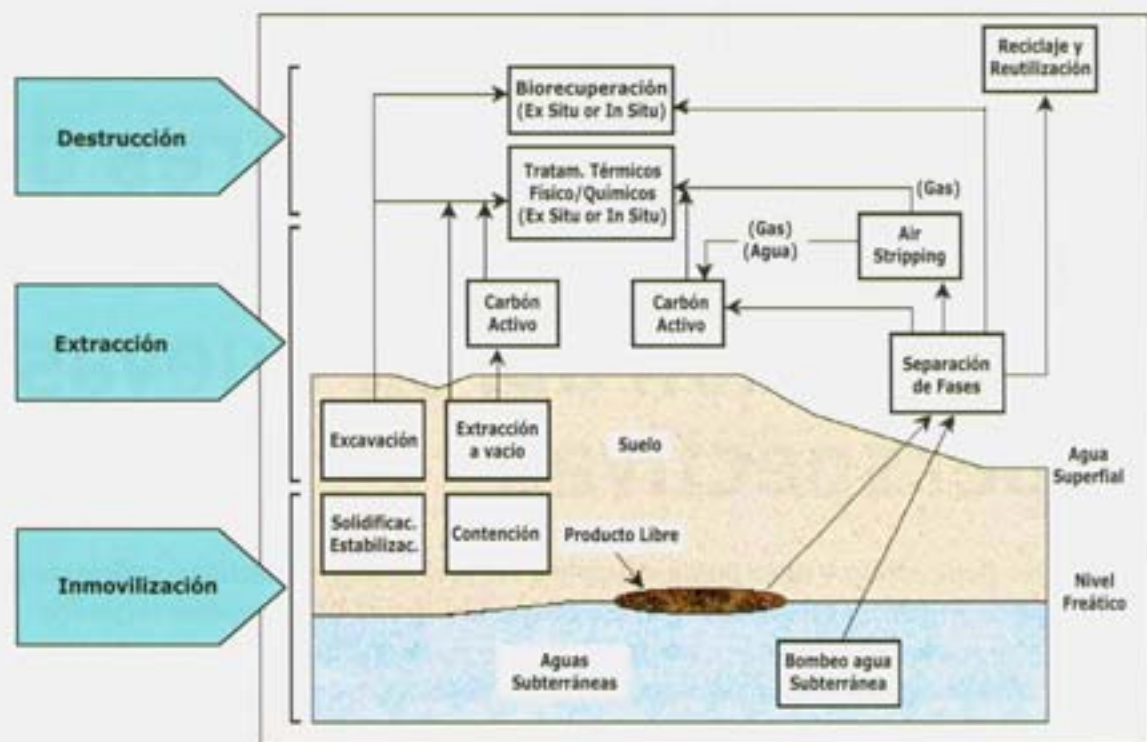 Reciclaje y
Reutilización
Destrucción
Biorecuperación
(Ex Situ or In Situ)
Tratam. Térmicos
Físico/Químicos
(Ex Situ or In Situ)
(Gas)
(Gas)
(Agua)
Air
Stripping
Extracción
Carbón
Activo
Carbón
Activo
Separación
de Fases
Excavación
Extracción
a vacio
Suelo
Agua
Superfial
Inmovilización
Solidificac.
Estabilizac.
Contención
Producto Libre
Nivel
Freático
Aguas
Subterráneas
Bombeo agua
Subterránea